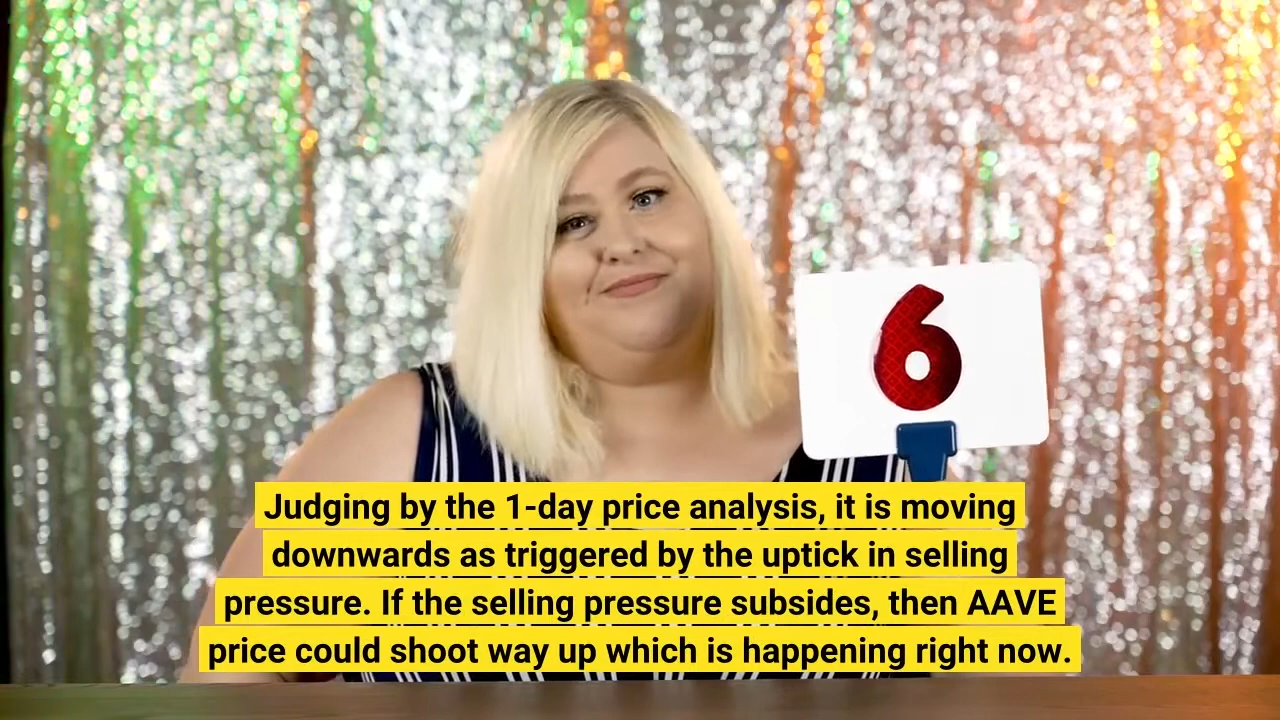 6
Judging by the 1-day price analysis, it is moving
downwards as triggered by the uptick in selling
pressure. If the selling pressure subsides, then AAVE
price could shoot way up which is happening right now.